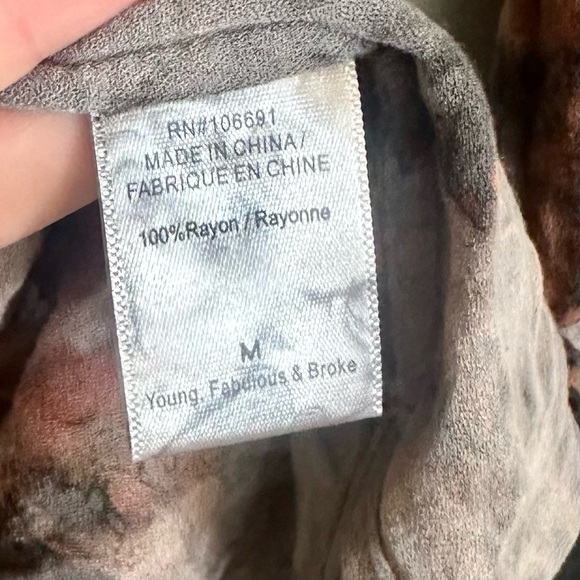 RN#106691
MADE IN CHINA/
FABRIQUE EN CHINE
100%Rayon/Rayonne
M
Young, Fabulous & Broke